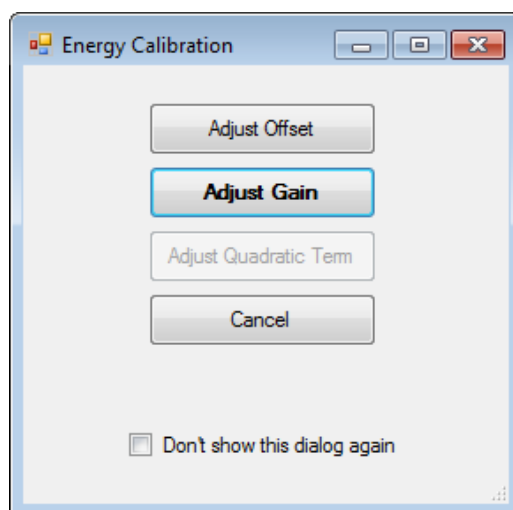 Energy Calibration
Adjust Offset
Adjust Gain
Adjust Quadratic Term
Cancel
Don't show this dialog again